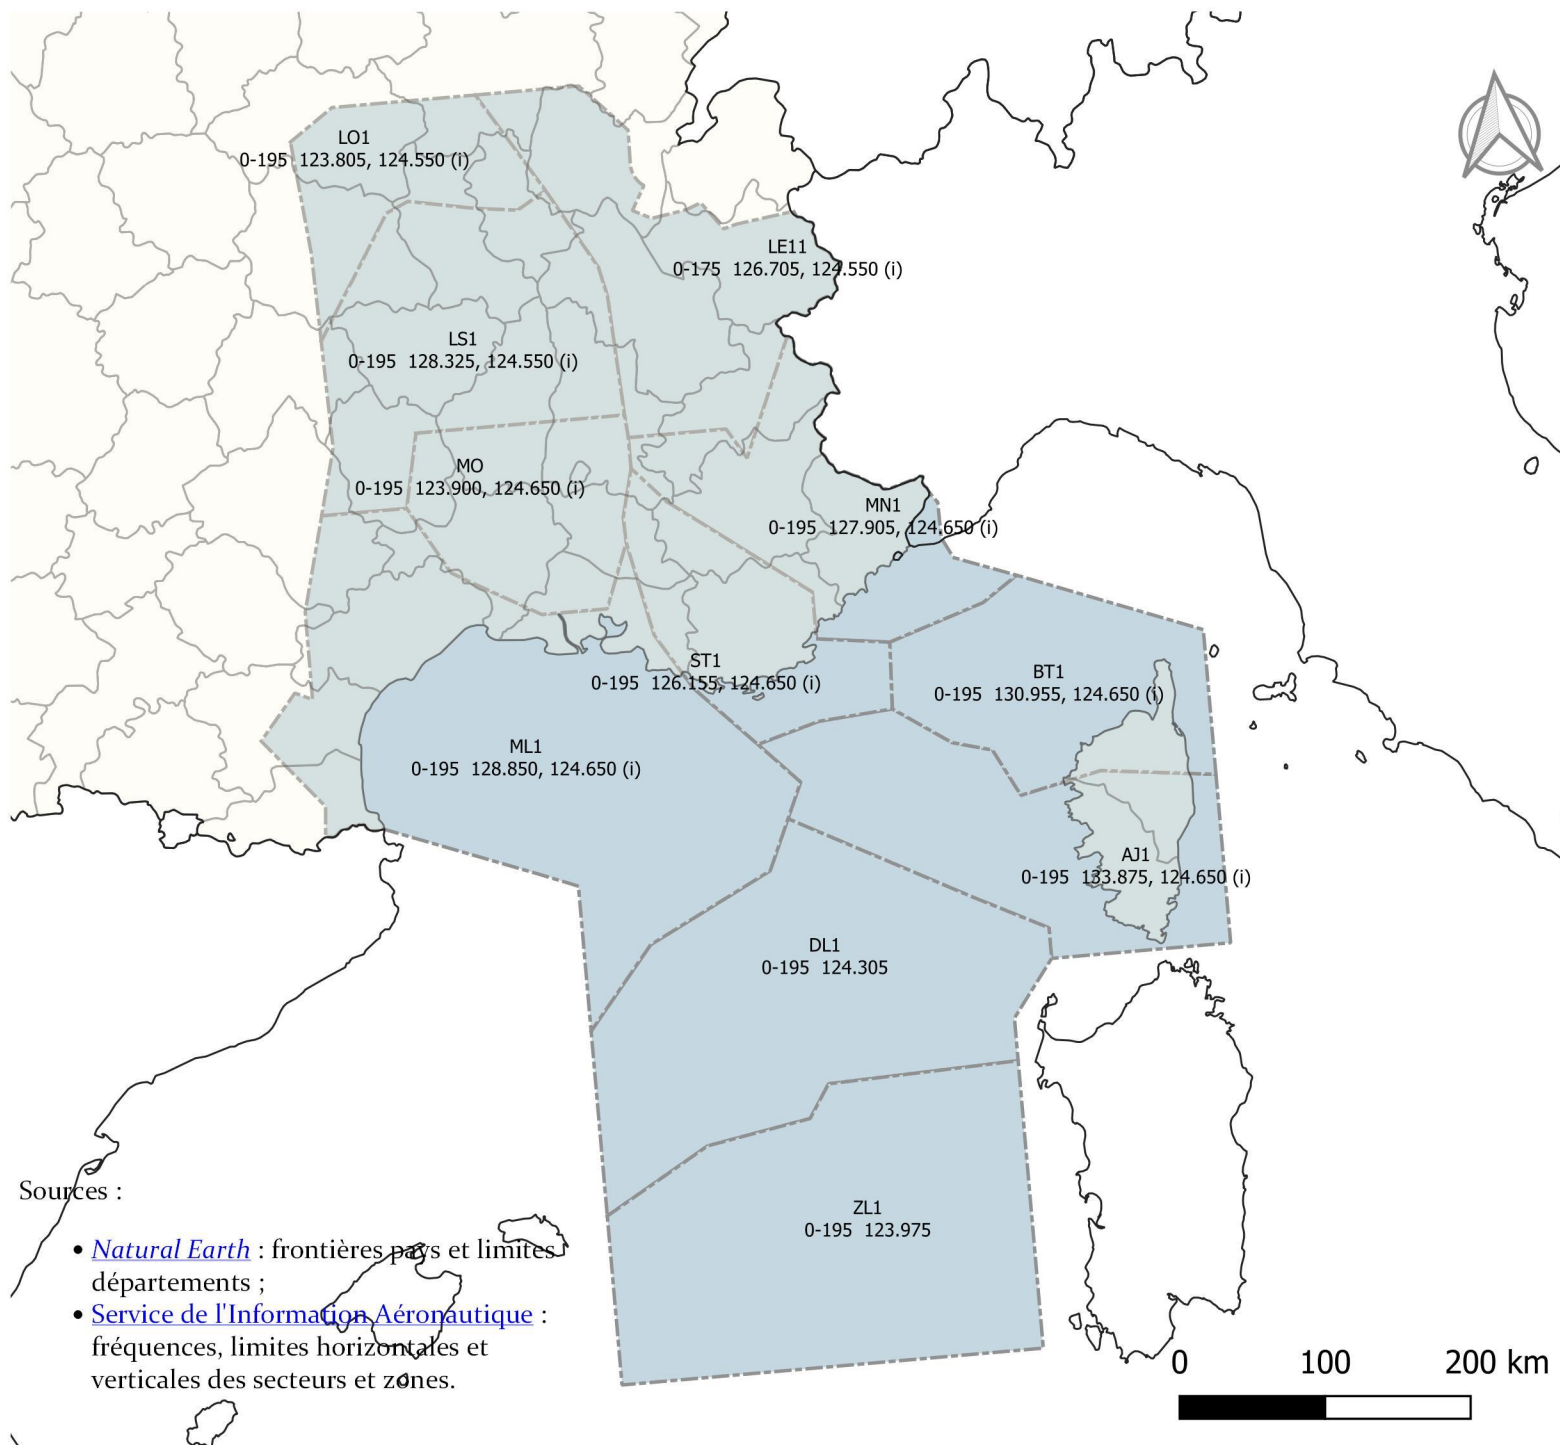 LO1
0-195 123.805, 124.550 (i)
LE11
0-175 126.705, 124.550 (i)
LS1
0-195 128.325, 124.550 (i)
MO
0-195 123.900, 124.650 (i)
MN1
0-195 127.905, 124.650 (i)
ST1
0-195 126.155, 124.650 (i)
BT1
0-195 130.955, 124.650 (i)
ML1
0-195 128.850, 124.650 (i)
AJ1
0-195 133.875, 124.650 (i)
DL1
0-195 124.305
ZL1
0-195 123.975
Sources :
• Natural Earth : frontières pays et limites
départements ;
• Service de l'Information Aéronautique :
fréquences, limites horizontales et
verticales des secteurs et zones.
0 100 200 km